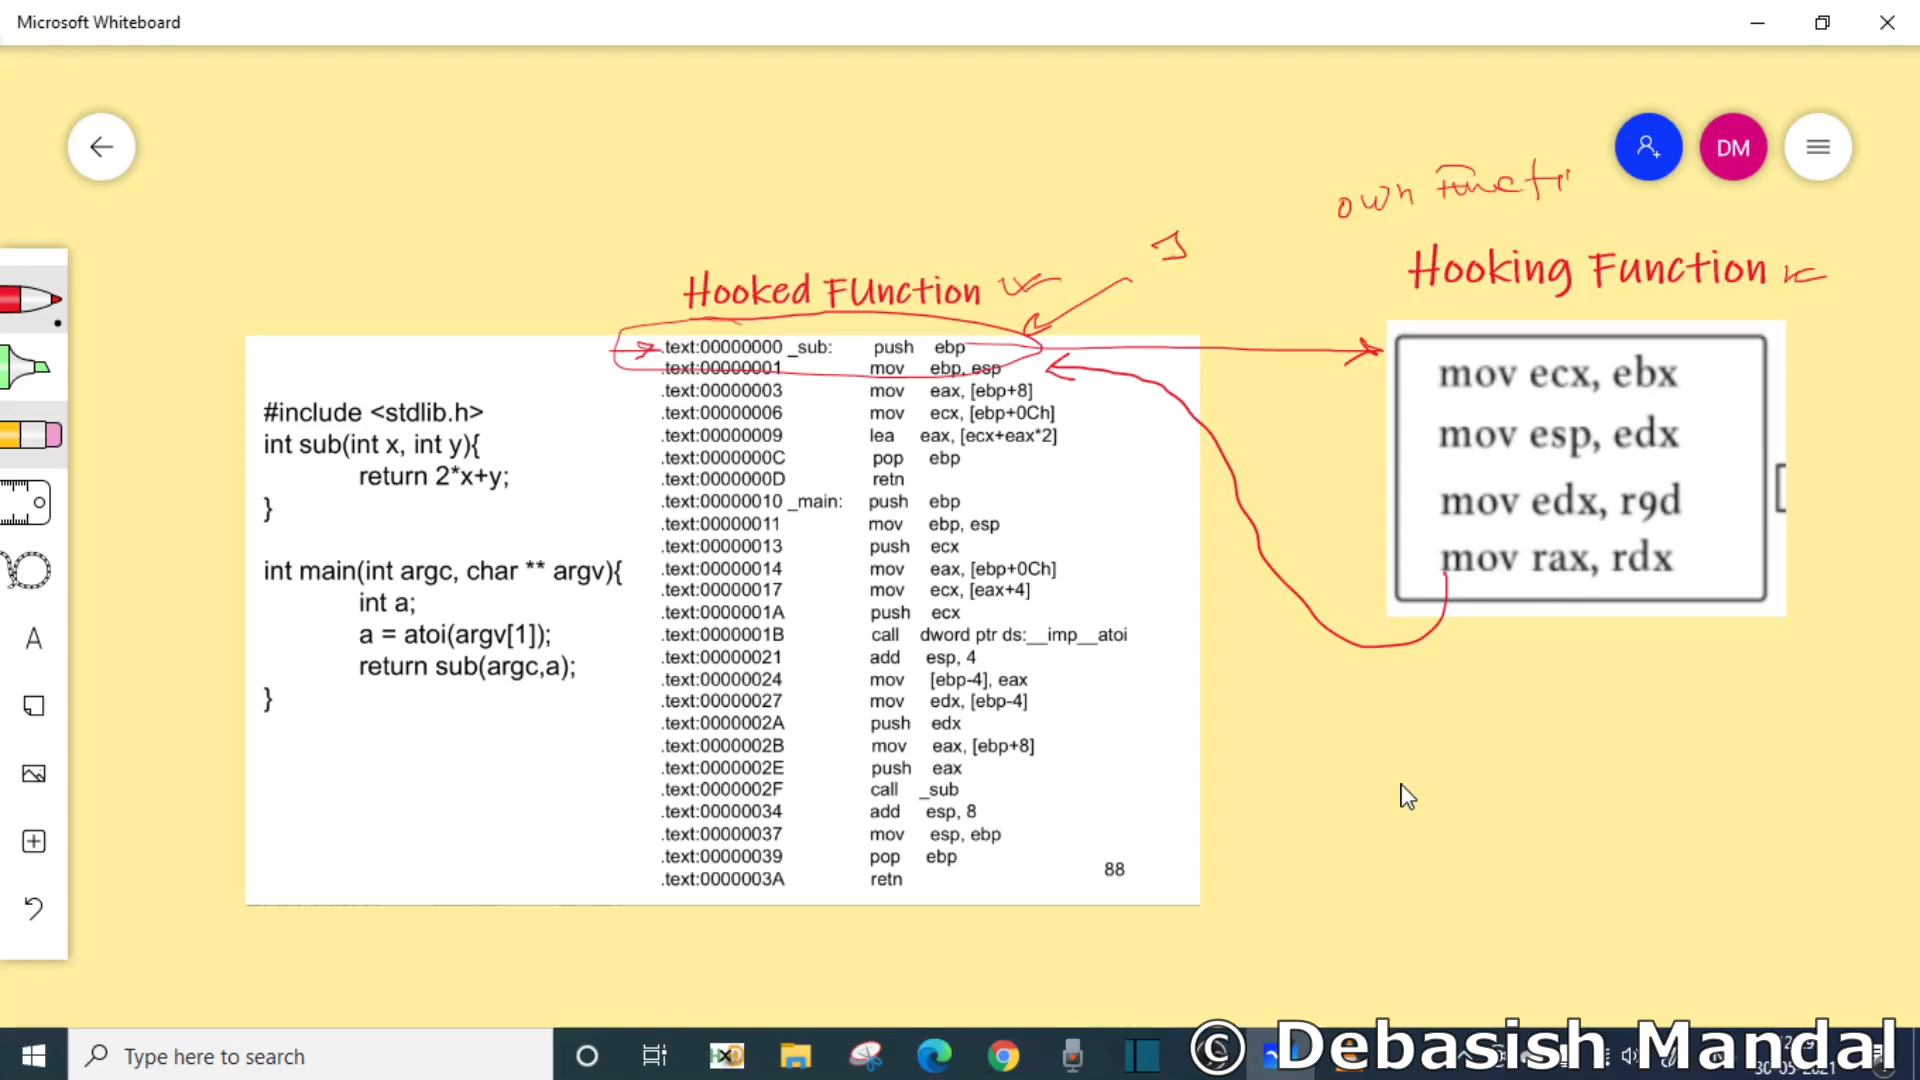 Microsoft Whiteboard
DM
own Functi
Hooking Function
Hooked FUnction
#include <stdlib.h>
int sub(int x, int y){
return 2*x+y;
}
int main(int argc, char ** argv){
int a;
a = atoi(argv[1]);
return sub(argc,a);
}
.text:00000000 _sub: push ebp
.text:00000001 mov ebp, esp
.text:00000003 mov eax, [ebp+8]
.text:00000006 mov ecx, [ebp+0Ch]
.text:00000009 lea eax, [ecx+eax*2]
.text:0000000C pop ebp
.text:0000000D retn
.text:00000010 _main: push ebp
.text:00000011 mov ebp, esp
.text:00000013 push ecx
.text:00000014 mov eax, [ebp+0Ch]
.text:00000017 mov ecx, [eax+4]
.text:0000001A push ecx
.text:0000001B call dword ptr ds:__imp__atoi
.text:00000021 add esp, 4
.text:00000024 mov [ebp-4], eax
.text:00000027 mov edx, [ebp-4]
.text:0000002A push edx
.text:0000002B mov eax, [ebp+8]
.text:0000002E push eax
.text:0000002F call _sub
.text:00000034 add esp, 8
.text:00000037 mov esp, ebp
.text:00000039 pop ebp
.text:0000003A retn
88
mov ecx, ebx
mov esp, edx
mov edx, r9d
mov rax, rdx
A
Type here to search
© Debasish Mandal
30-05-2021